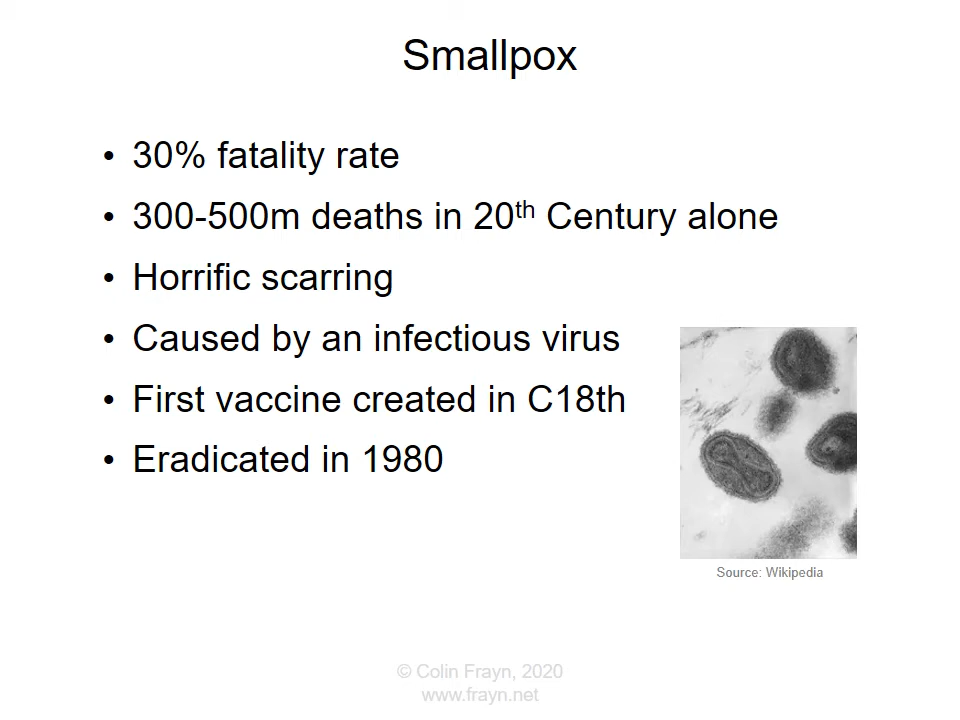 Smallpox
• 30% fatality rate
• 300-500m deaths in 20th Century alone
• Horrific scarring
• Caused by an infectious virus
• First vaccine created in C18th
• Eradicated in 1980
Source: Wikipedia
© Colin Frayn, 2020
www.frayn.net